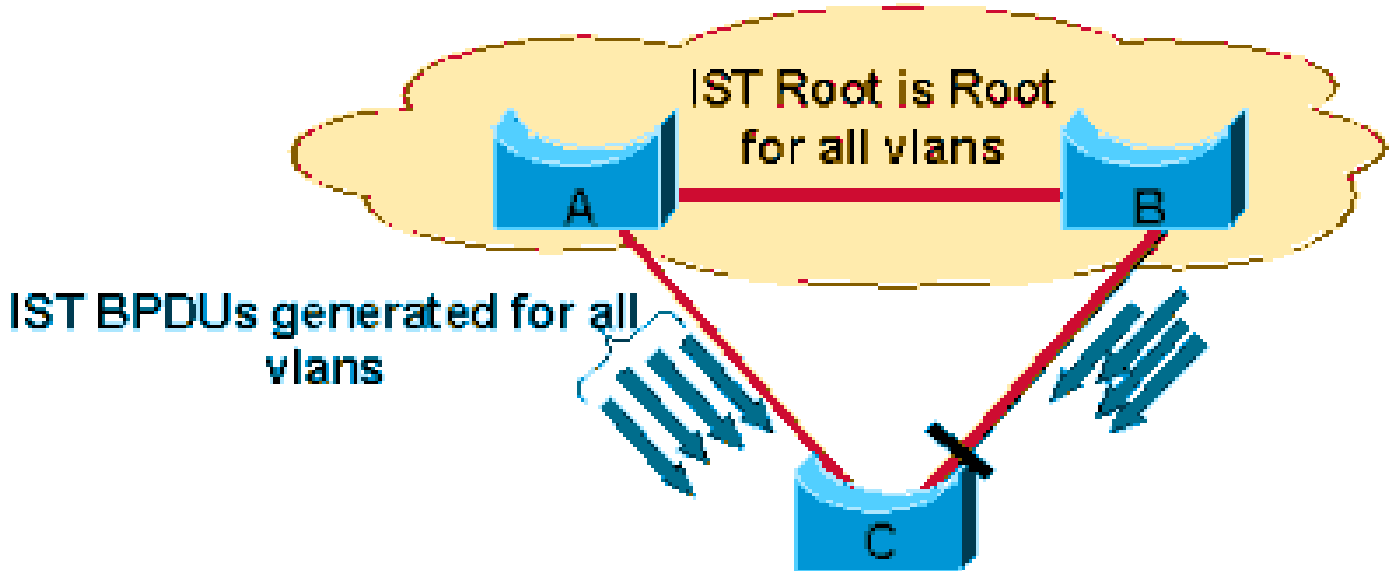 IST Root is Root
for all vlans
A
B
IST BPDUs generated for all
vlans
C